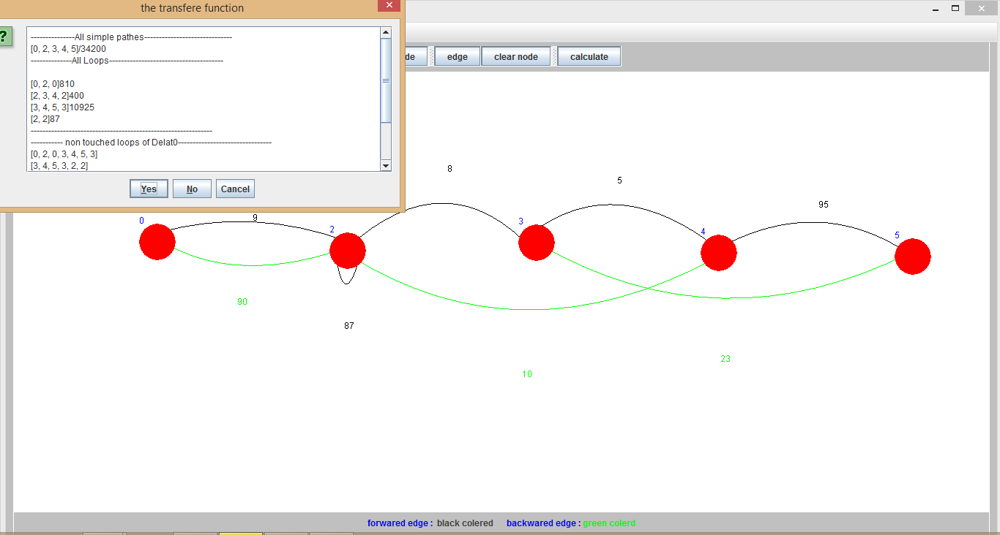 the transfere function
---------------All simple pathes------------------------------
[0, 2, 3, 4, 5]/34200
--------------All Loops---------------------------------------
[0, 2, 0]810
[2, 3, 4, 2]400
[3, 4, 5, 3]10925
[2, 2]87
--------------------------------------------------------------
----------- non touched loops of Delat0--------------------------------
[0, 2, 0, 3, 4, 5, 3]
[3, 4, 5, 3, 2, 2]
Yes No Cancel
de edge clear node calculate
8
5
95
0
9
2
3
4
5
90
87
10
23
forwared edge : black colered backwared edge : green colerd